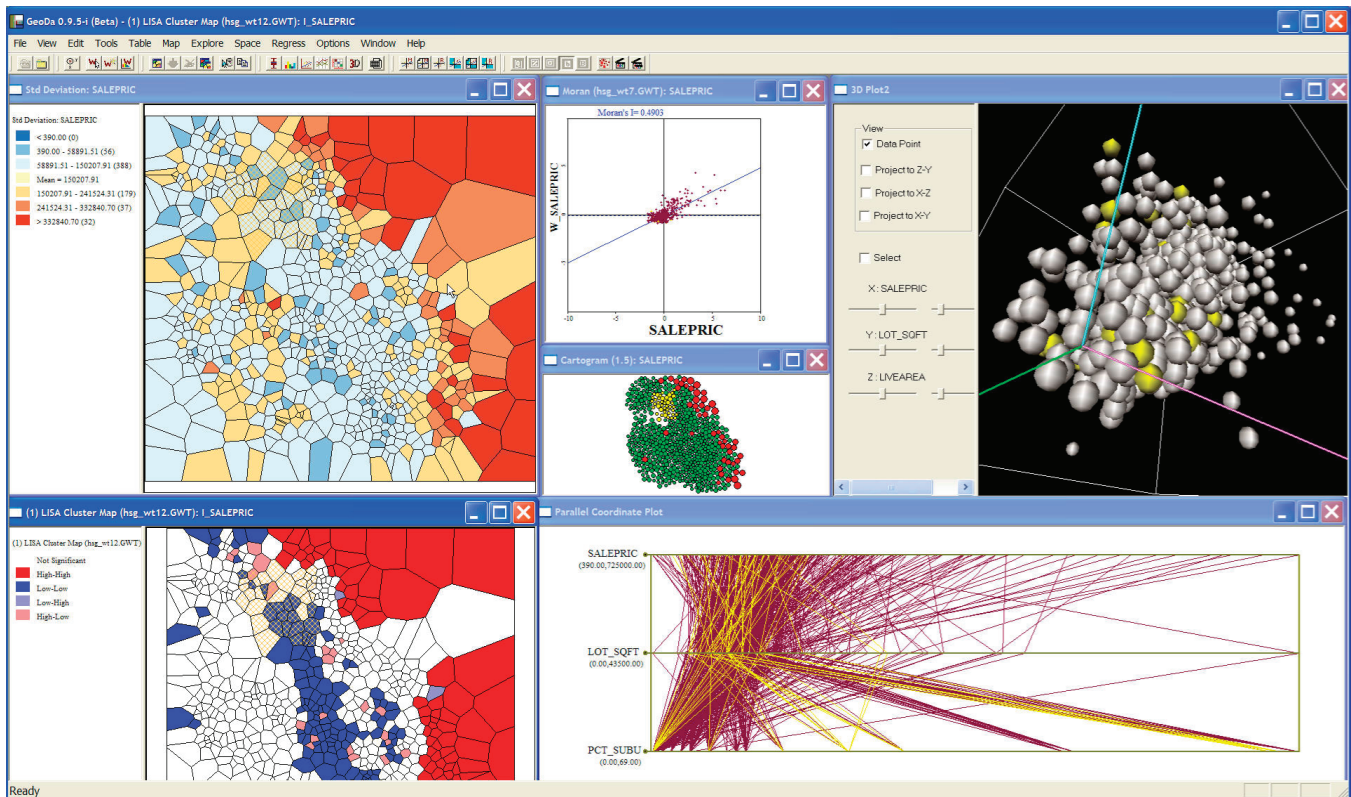 GeoDa 0.9.5-i (Beta) - (1) LISA Cluster Map (hsg_wt12.GWT): I_SALEPRIC
File View Edit Tools Table Map Explore Space Regress Options Window Help
3D
Std Deviation: SALEPRIC
Std Deviation: SALEPRIC
< 390.00 (0)
390.00 - 58891.51 (56)
58891.51 - 150207.91 (388)
Mean = 150207.91
150207.91 - 241524.31 (179)
241524.31 - 332840.70 (37)
> 332840.70 (32)
Moran (hsg_wt7.GWT): SALEPRIC
Moran's I= 0.4903
W_SALEPRIC
-10 -5 0 5 10
SALEPRIC
Cartogram (1.5): SALEPRIC
3D Plot2
View
Data Point
Project to Z-Y
Project to X-Z
Project to X-Y
Select
X : SALEPRIC
Y : LOT_SQFT
Z : LIVEAREA
(1) LISA Cluster Map (hsg_wt12.GWT): I_SALEPRIC
(1) LISA Cluster Map (hsg_wt12.GWT)
Not Significant
High-High
Low-Low
Low-High
High-Low
Parallel Coordinate Plot
SALEPRIC
(390.00,725000.00)
LOT_SQFT
(0.00,43500.00)
PCT_SUBU
(0.00,69.00)
Ready